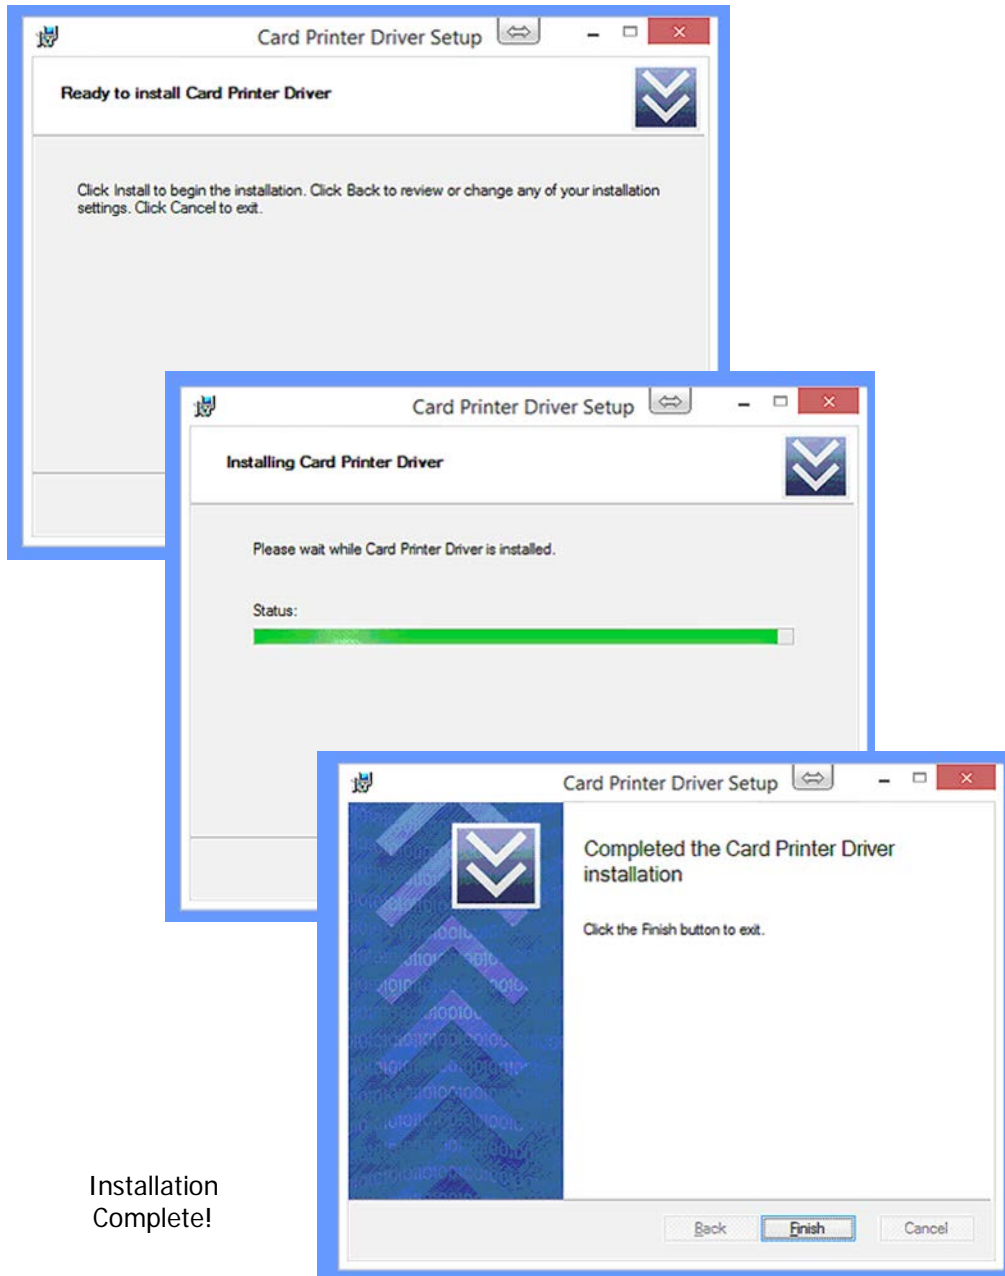 Card Printer Driver Setup
Ready to install Card Printer Driver
Click Install to begin the installation. Click Back to review or change any of your installation
settings. Click Cancel to exit.
Card Printer Driver Setup
Installing Card Printer Driver
Please wait while Card Printer Driver is installed.
Status:
Card Printer Driver Setup
Completed the Card Printer Driver
installation
Click the Finish button to exit.
Back Finish Cancel
Installation
Complete!